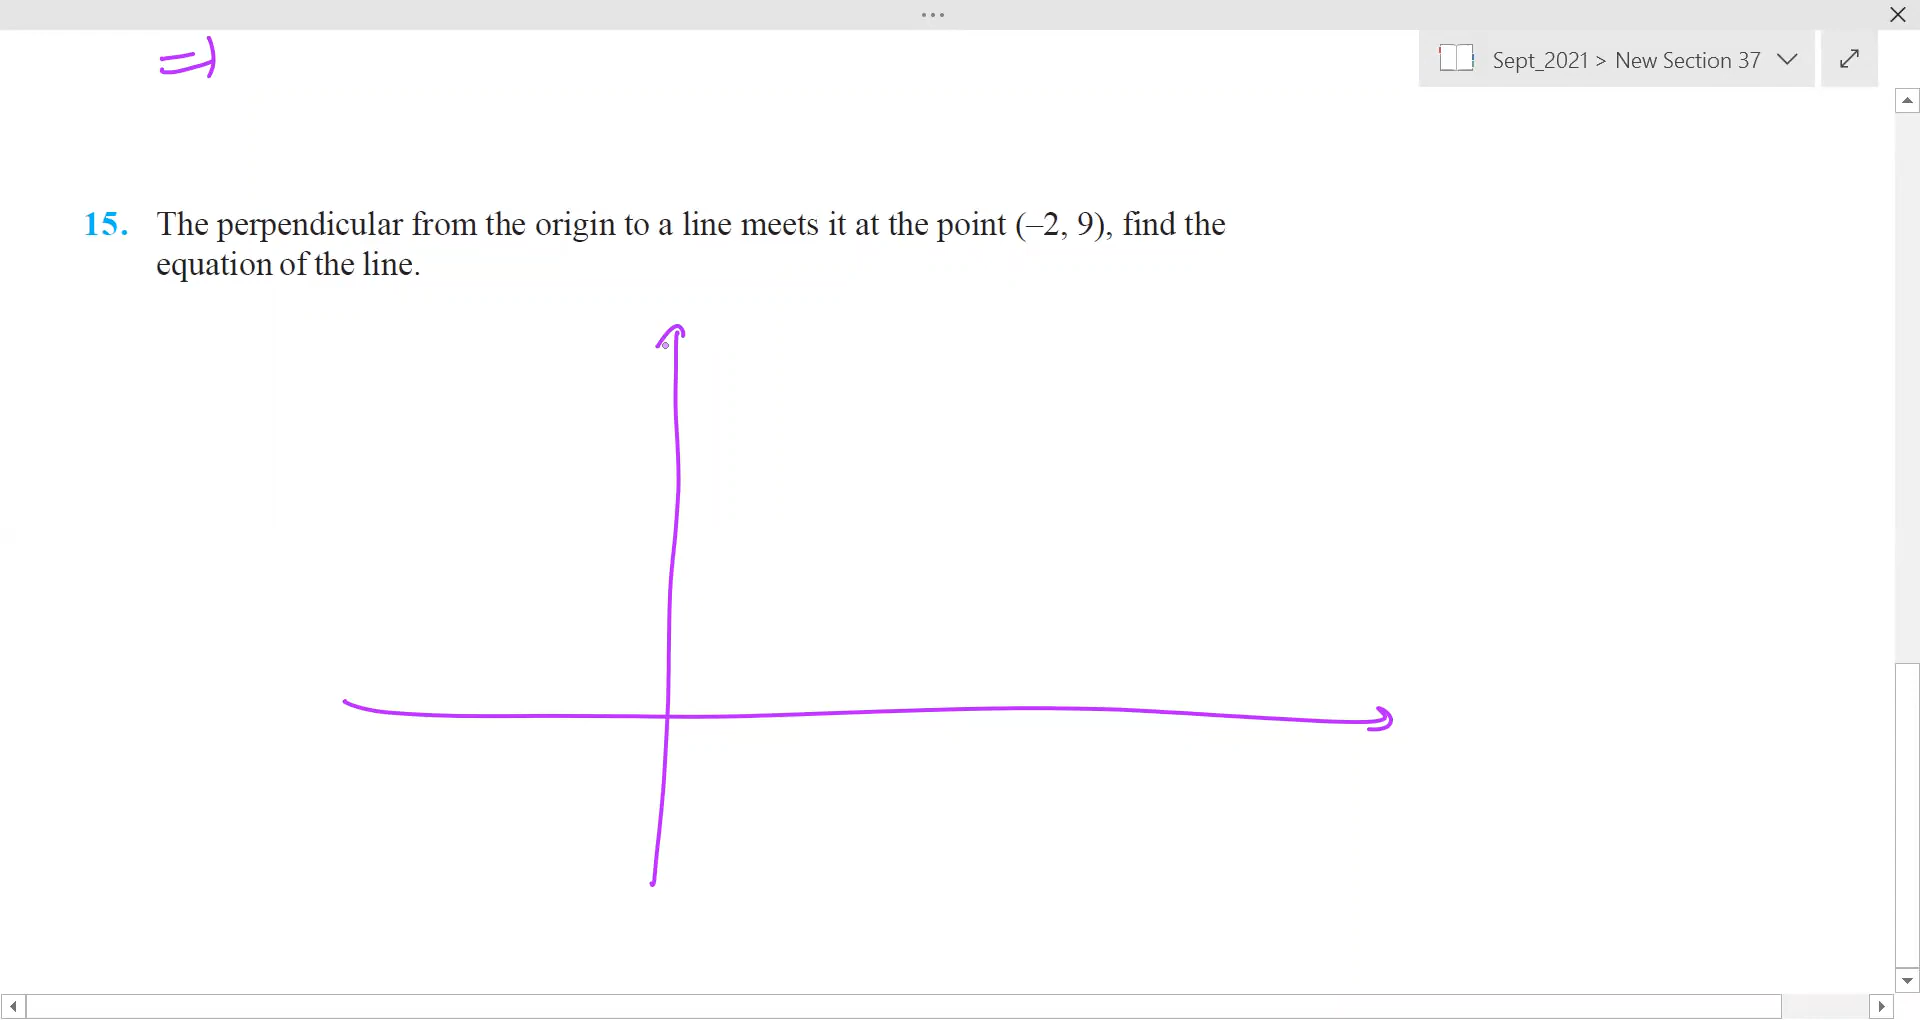 Sept_2021 > New Section 37
15. The perpendicular from the origin to a line meets it at the point (–2, 9), find the
equation of the line.